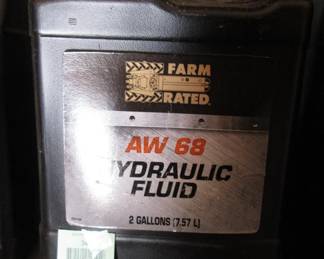 FARM
RATED
AW 68
HYDRAULIC
FLUID
2 GALLONS (7.57 L)